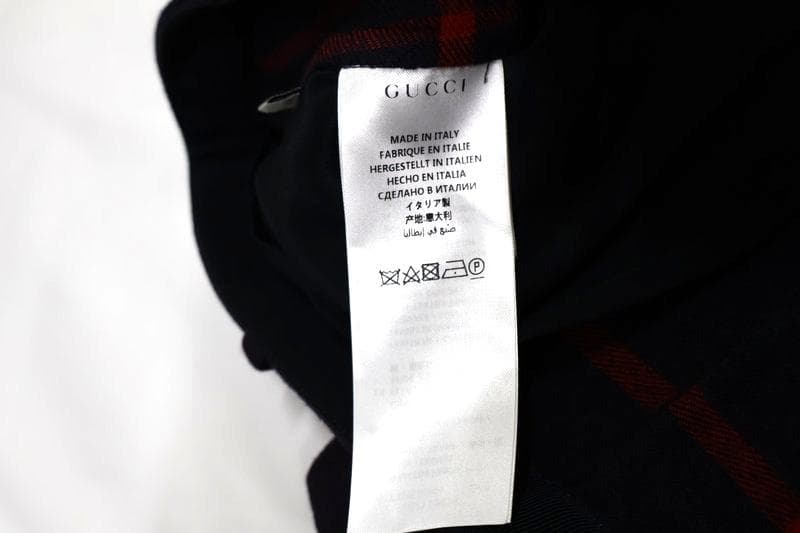 GUCCI
MADE IN ITALY
FABRIQUE EN ITALIE
HERGESTELLT IN ITALIEN
HECHO EN ITALIA
СДЕЛАНО В ИТАЛИИ
イタリア製
产地:意大利
صنع في إيطاليا
P